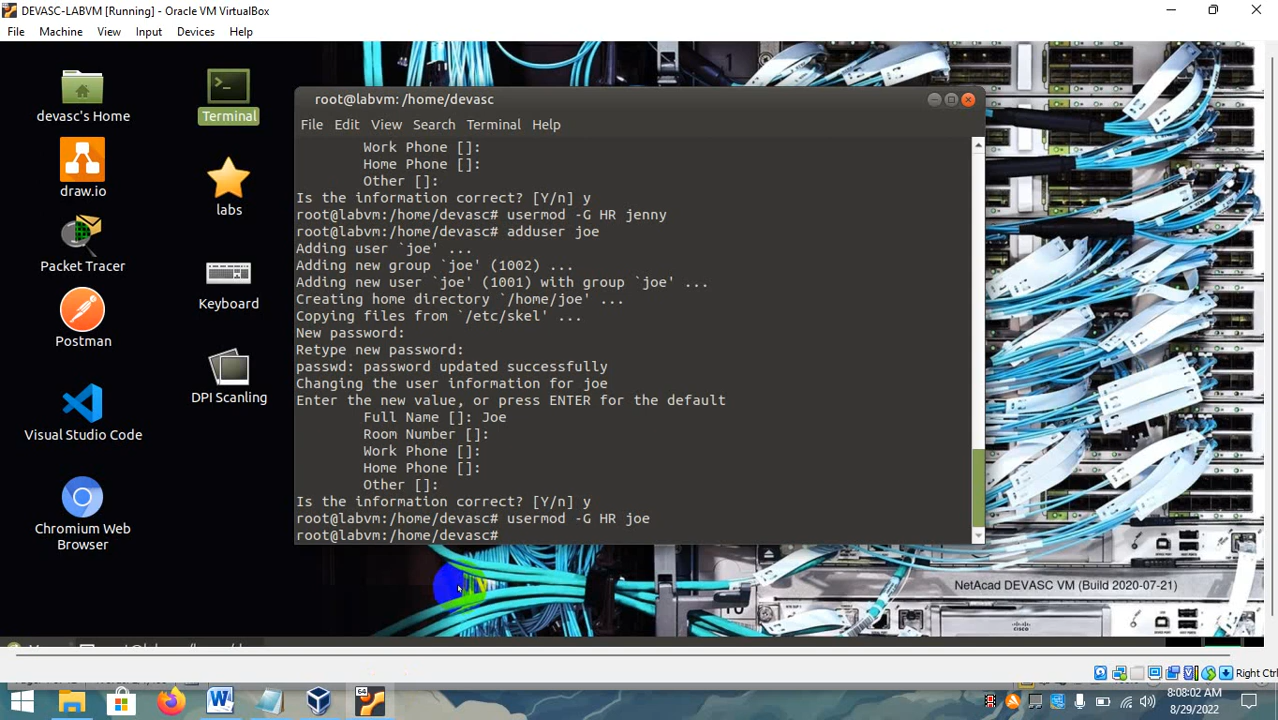 DEVASC-LABVM [Running] - Oracle VM VirtualBox
File Machine View Input Devices Help
devasc's Home
Terminal
draw.io
labs
Packet Tracer
Keyboard
Postman
DPI Scanling
Visual Studio Code
Chromium Web
Browser
root@labvm: /home/devasc
File Edit View Search Terminal Help
Work Phone []:
Home Phone []:
Other []:
Is the information correct? [Y/n] y
root@labvm:/home/devasc# usermod -G HR jenny
root@labvm:/home/devasc# adduser joe
Adding user `joe' ...
Adding new group `joe' (1002) ...
Adding new user `joe' (1001) with group `joe' ...
Creating home directory `/home/joe' ...
Copying files from `/etc/skel' ...
New password:
Retype new password:
passwd: password updated successfully
Changing the user information for joe
Enter the new value, or press ENTER for the default
Full Name []: Joe
Room Number []:
Work Phone []:
Home Phone []:
Other []:
Is the information correct? [Y/n] y
root@labvm:/home/devasc# usermod -G HR joe
root@labvm:/home/devasc#
NetAcad DEVASC VM (Build 2020-07-21)
CISCO
Right Ctrl
64
8:08:02 AM
8/29/2022